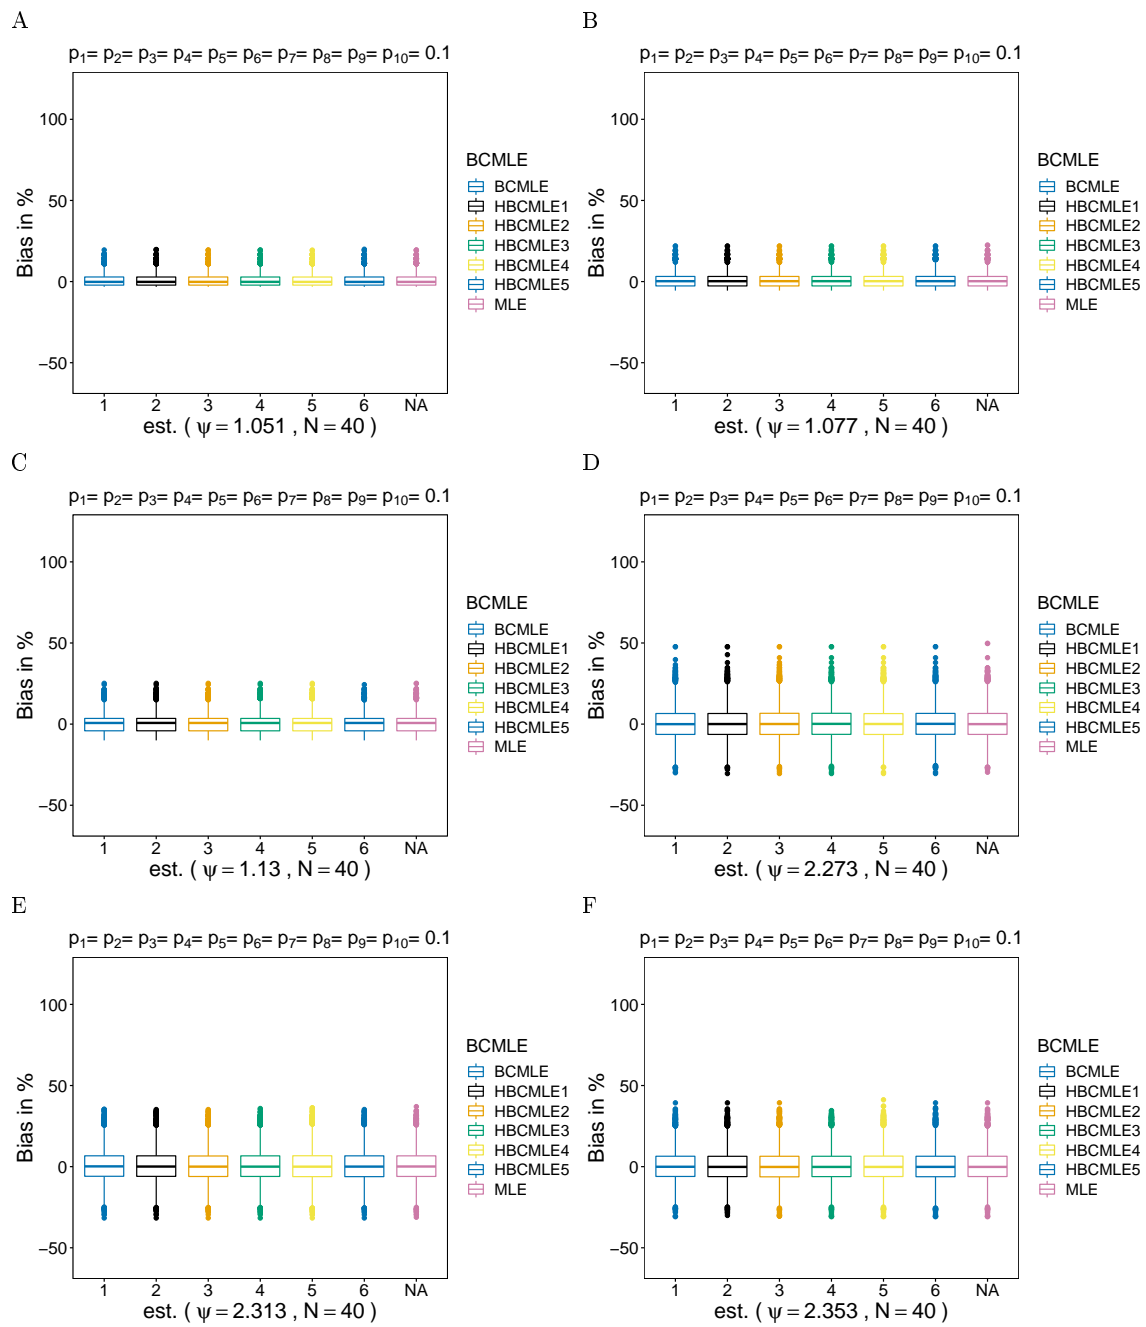 A
p1= p2= p3= p4= p5= p6= p7= p8= p9= p10= 0.1
Bias in %
100
50
0
−50
1 2 3 4 5 6 NA
est. ( ψ = 1.051 , N = 40 )
BCMLE
BCMLE
HBCMLE1
HBCMLE2
HBCMLE3
HBCMLE4
HBCMLE5
MLE
B
p1= p2= p3= p4= p5= p6= p7= p8= p9= p10= 0.1
Bias in %
100
50
0
−50
1 2 3 4 5 6 NA
est. ( ψ = 1.077 , N = 40 )
BCMLE
BCMLE
HBCMLE1
HBCMLE2
HBCMLE3
HBCMLE4
HBCMLE5
MLE
C
p1= p2= p3= p4= p5= p6= p7= p8= p9= p10= 0.1
Bias in %
100
50
0
−50
1 2 3 4 5 6 NA
est. ( ψ = 1.13 , N = 40 )
BCMLE
BCMLE
HBCMLE1
HBCMLE2
HBCMLE3
HBCMLE4
HBCMLE5
MLE
D
p1= p2= p3= p4= p5= p6= p7= p8= p9= p10= 0.1
Bias in %
100
50
0
−50
1 2 3 4 5 6 NA
est. ( ψ = 2.273 , N = 40 )
BCMLE
BCMLE
HBCMLE1
HBCMLE2
HBCMLE3
HBCMLE4
HBCMLE5
MLE
E
p1= p2= p3= p4= p5= p6= p7= p8= p9= p10= 0.1
Bias in %
100
50
0
−50
1 2 3 4 5 6 NA
est. ( ψ = 2.313 , N = 40 )
BCMLE
BCMLE
HBCMLE1
HBCMLE2
HBCMLE3
HBCMLE4
HBCMLE5
MLE
F
p1= p2= p3= p4= p5= p6= p7= p8= p9= p10= 0.1
Bias in %
100
50
0
−50
1 2 3 4 5 6 NA
est. ( ψ = 2.353 , N = 40 )
BCMLE
BCMLE
HBCMLE1
HBCMLE2
HBCMLE3
HBCMLE4
HBCMLE5
MLE